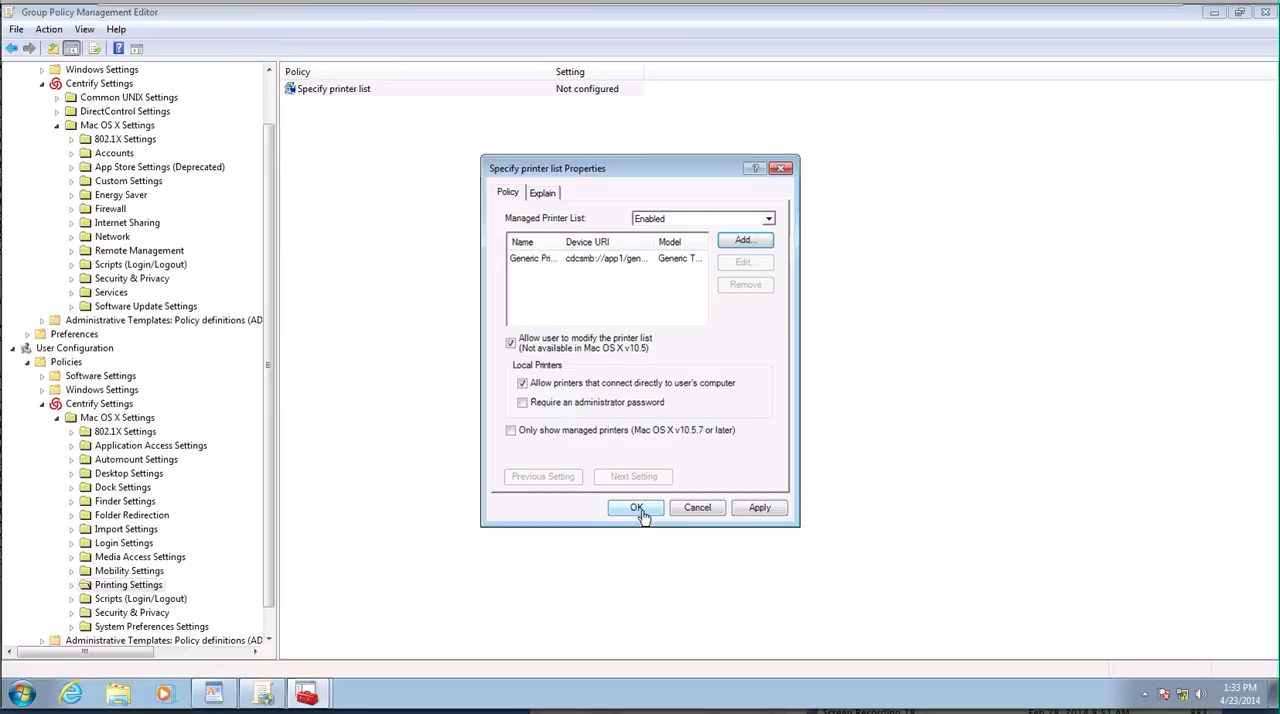 Group Policy Management Editor
File Action View Help
Windows Settings
Centrify Settings
Common UNIX Settings
DirectControl Settings
Mac OS X Settings
802.1X Settings
Accounts
App Store Settings (Deprecated)
Custom Settings
Energy Saver
Firewall
Internet Sharing
Network
Remote Management
Scripts (Login/Logout)
Security & Privacy
Services
Software Update Settings
Administrative Templates: Policy definitions (AD
Preferences
User Configuration
Policies
Software Settings
Windows Settings
Centrify Settings
Mac OS X Settings
802.1X Settings
Application Access Settings
Automount Settings
Desktop Settings
Dock Settings
Finder Settings
Folder Redirection
Import Settings
Login Settings
Media Access Settings
Mobility Settings
Printing Settings
Scripts (Login/Logout)
Security & Privacy
System Preferences Settings
Administrative Templates: Policy definitions (AD
Policy Setting
Specify printer list Not configured
Specify printer list Properties
Policy Explain
Managed Printer List: Enabled
Name Device URI Model
Generic Pri... cdcsmb://app1/gen... Generic T...
Add...
Edit...
Remove
Allow user to modify the printer list
(Not available in Mac OS X v10.5)
Local Printers
Allow printers that connect directly to user's computer
Require an administrator password
Only show managed printers (Mac OS X v10.5.7 or later)
Previous Setting Next Setting
OK Cancel Apply
1:33 PM
4/23/2014